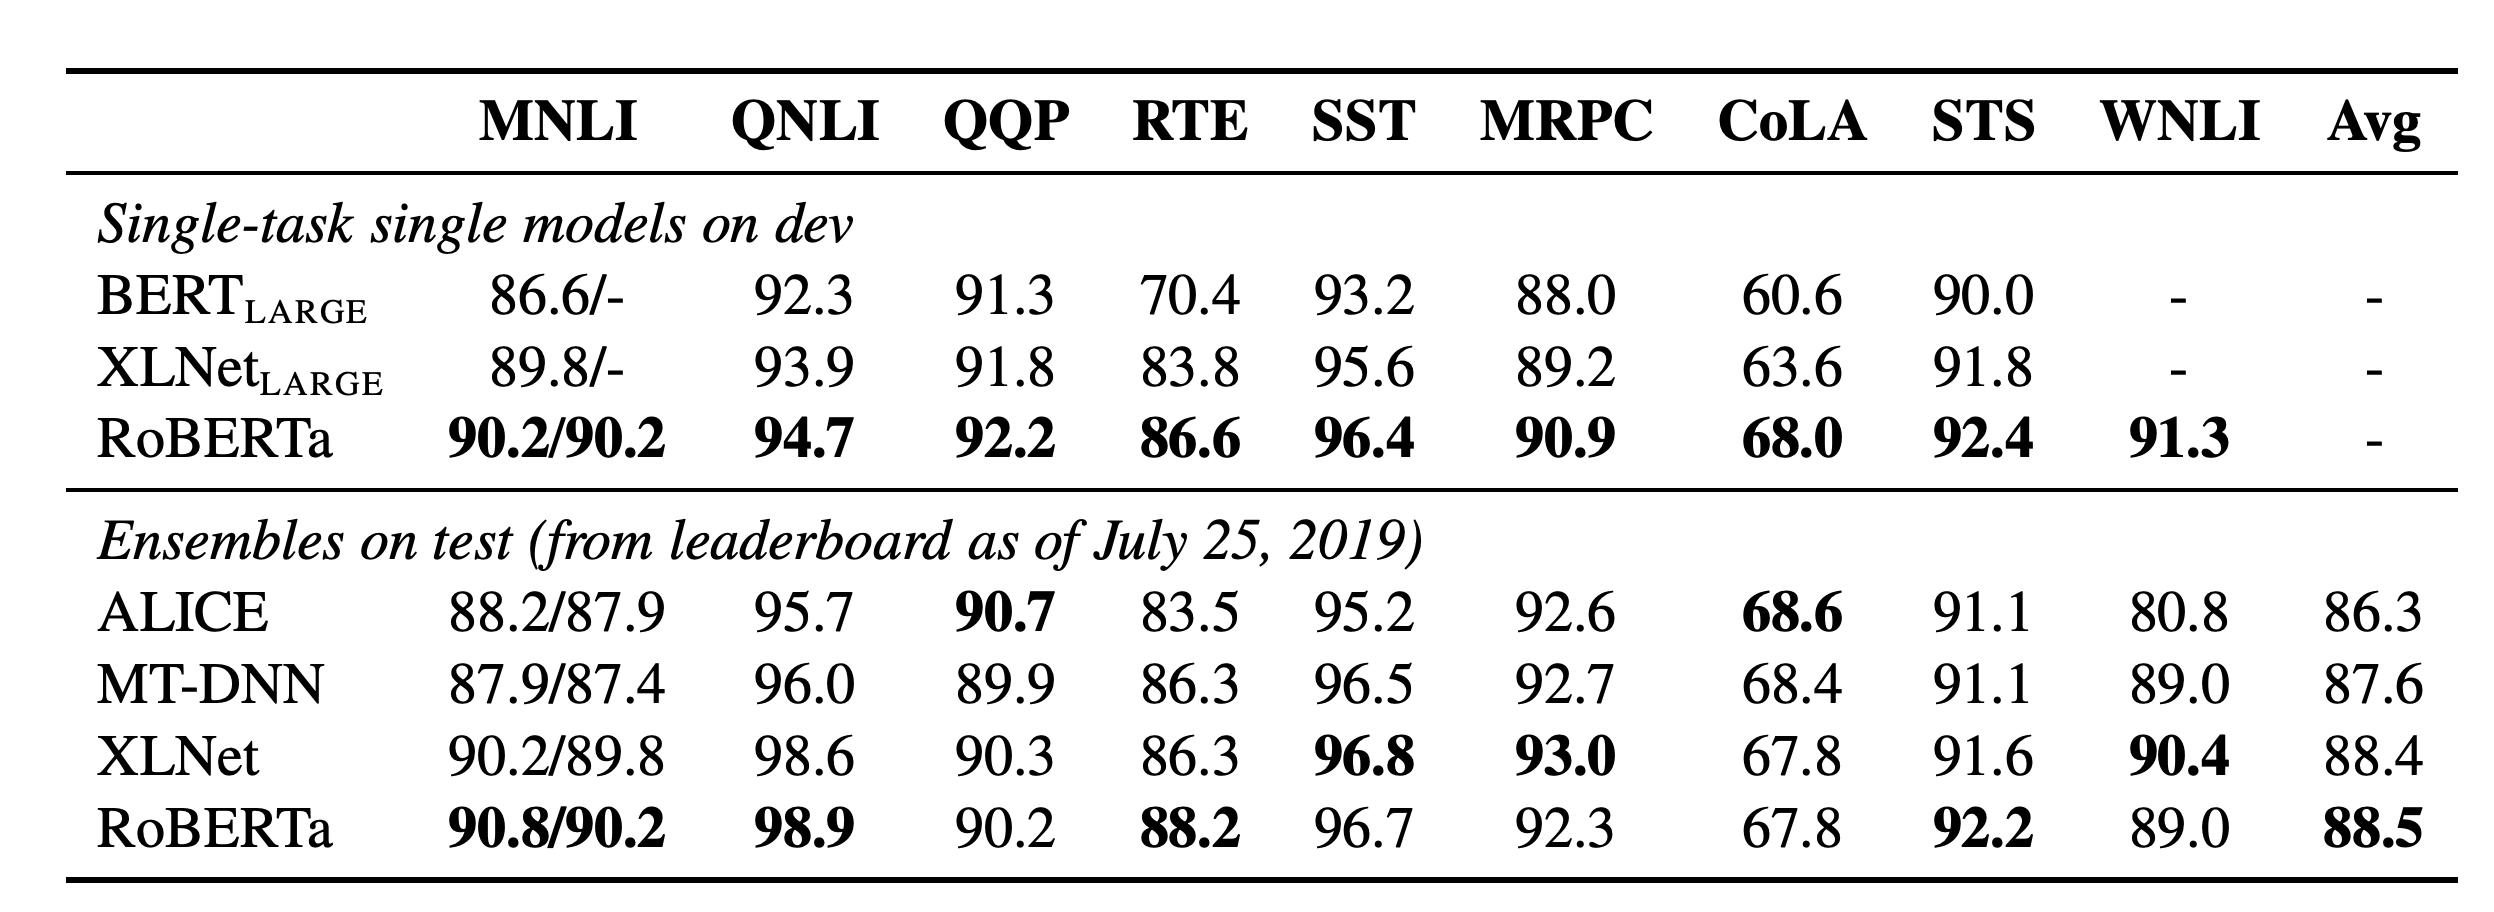 MNLI QNLI QQP RTE SST MRPC CoLA STS WNLI Avg
Single-task single models on dev
BERTLARGE 86.6/- 92.3 91.3 70.4 93.2 88.0 60.6 90.0 - -
XLNetLARGE 89.8/- 93.9 91.8 83.8 95.6 89.2 63.6 91.8 - -
RoBERTa 90.2/90.2 94.7 92.2 86.6 96.4 90.9 68.0 92.4 91.3 -
Ensembles on test (from leaderboard as of July 25, 2019)
ALICE 88.2/87.9 95.7 90.7 83.5 95.2 92.6 68.6 91.1 80.8 86.3
MT-DNN 87.9/87.4 96.0 89.9 86.3 96.5 92.7 68.4 91.1 89.0 87.6
XLNet 90.2/89.8 98.6 90.3 86.3 96.8 93.0 67.8 91.6 90.4 88.4
RoBERTa 90.8/90.2 98.9 90.2 88.2 96.7 92.3 67.8 92.2 89.0 88.5